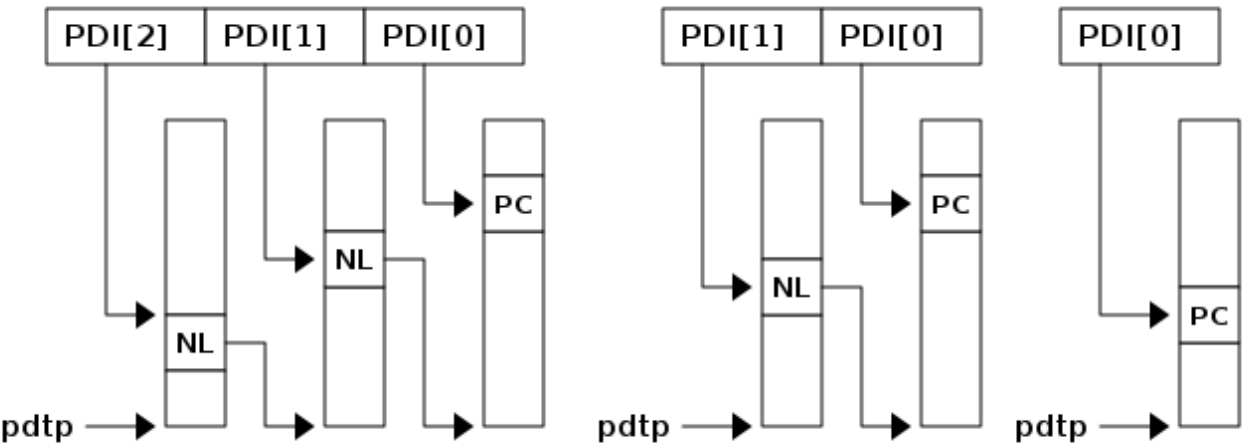 PDI[2] PDI[1] PDI[0] PDI[1] PDI[0] PDI[0]
PC PC
NL
NL
PC
NL
pdtp pdtp pdtp